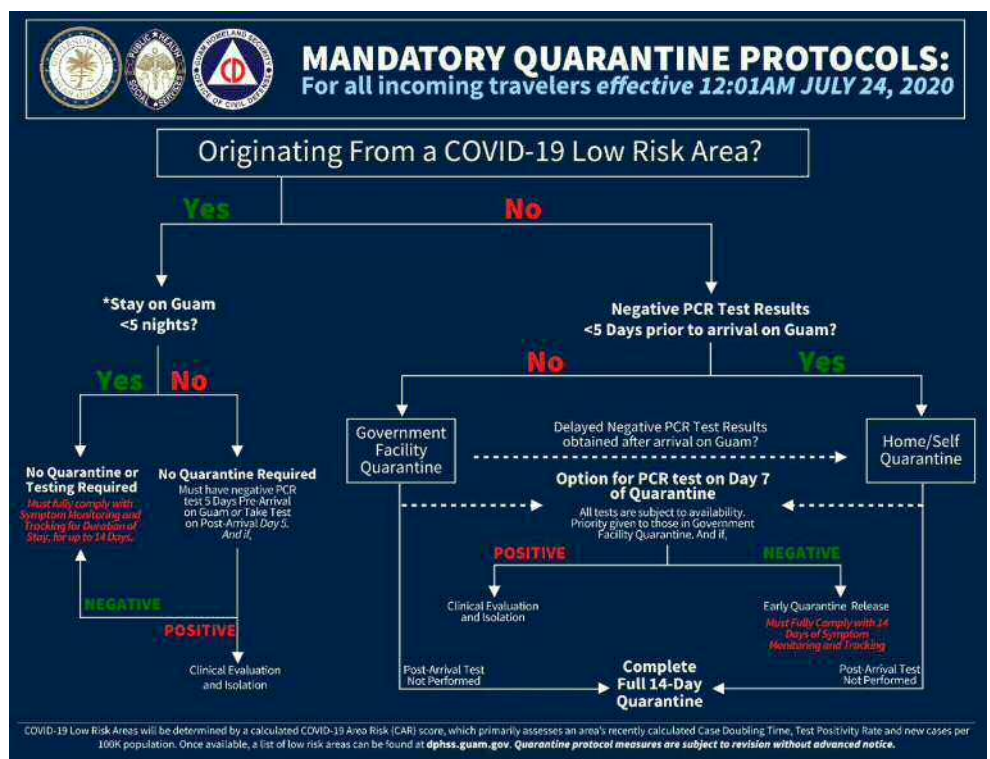 PUBLIC HEALTH
SOCIAL SERVICES
GUAM HOMELAND SECURITY
CD
OFFICE OF CIVIL DEFENSE
MANDATORY QUARANTINE PROTOCOLS:
For all incoming travelers effective 12:01AM JULY 24, 2020
Originating From a COVID-19 Low Risk Area?
Yes
No
*Stay on Guam
<5 nights?
Negative PCR Test Results
<5 Days prior to arrival on Guam?
Yes
No
No
Yes
Government
Facility
Quarantine
Delayed Negative PCR Test Results
obtained after arrival on Guam?
Home/Self
Quarantine
No Quarantine or
Testing Required
Must fully comply with
Symptom Monitoring and
Tracking for Duration of
Stay, for up to 14 Days.
No Quarantine Required
Must have negative PCR
test 5 Days Pre-Arrival
on Guam or Take Test
on Post-Arrival Day 5.
And if,
Option for PCR test on Day 7
of Quarantine
All tests are subject to availability.
Priority given to those in Government
Facility Quarantine. And if,
POSITIVE
NEGATIVE
NEGATIVE
POSITIVE
Clinical Evaluation
and Isolation
Early Quarantine Release
Must Fully Comply with 14
Days of Symptom
Monitoring and Tracking
Clinical Evaluation
and Isolation
Post-Arrival Test
Not Performed
Complete
Full 14-Day
Quarantine
Post-Arrival Test
Not Performed
COVID-19 Low Risk Areas will be determined by a calculated COVID-19 Area Risk (CAR) score, which primarily assesses an area's recently calculated Case Doubling Time, Test Positivity Rate and new cases per
100K population. Once available, a list of low risk areas can be found at dphss.guam.gov. Quarantine protocol measures are subject to revision without advanced notice.